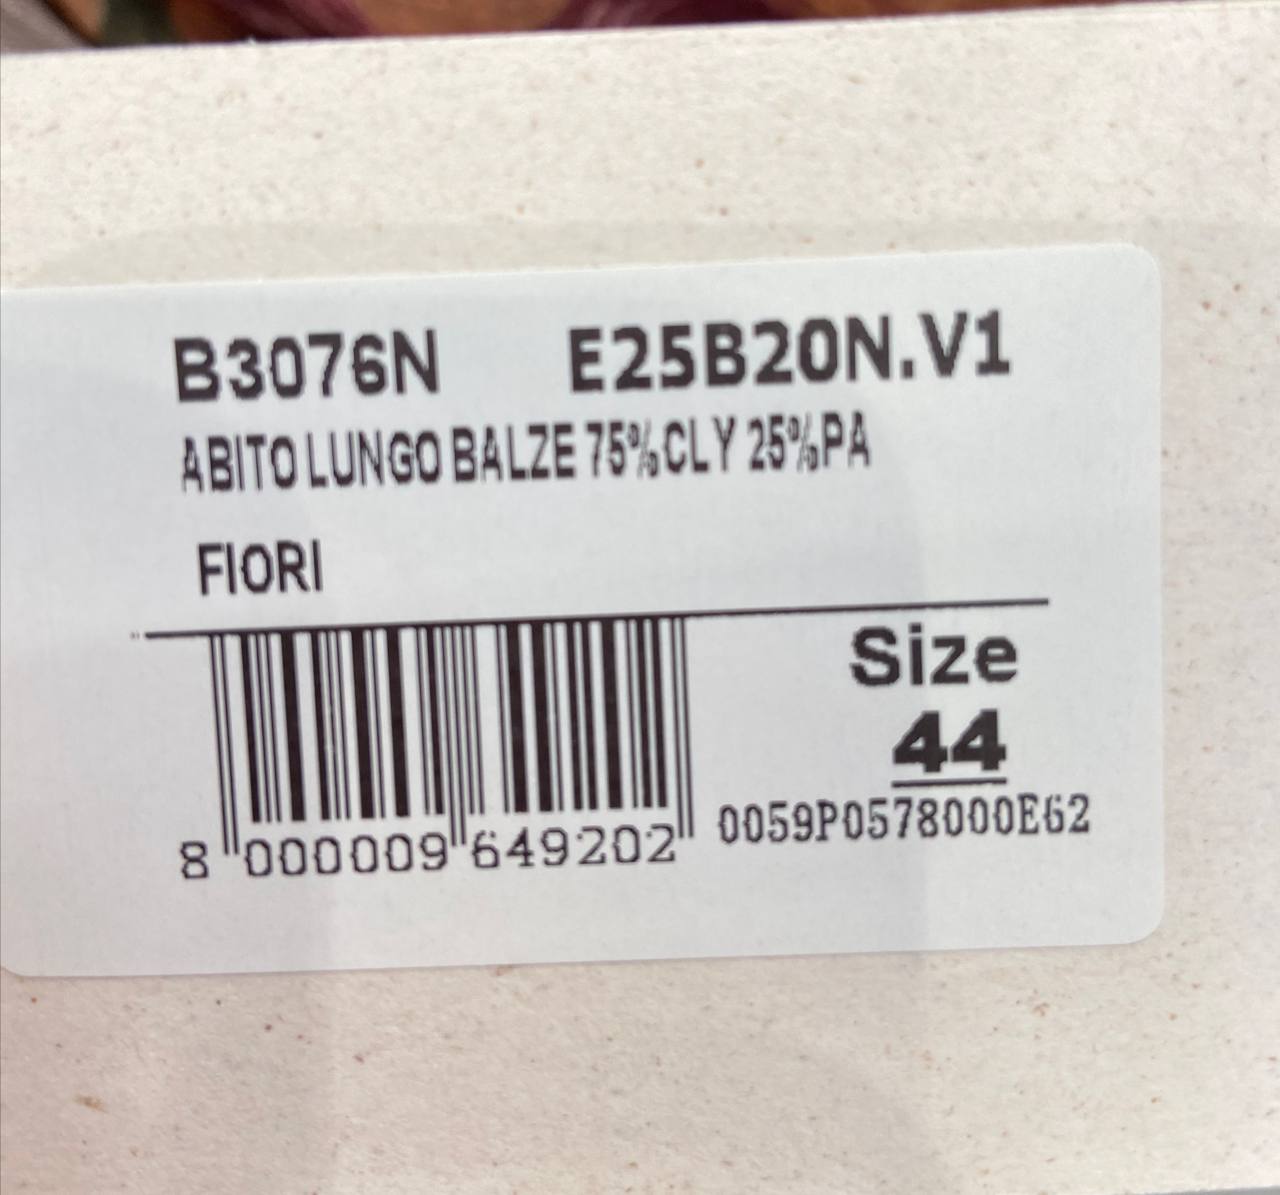 B3076N E25B20N.V1
ABITO LUNGO BALZE 75%CLY 25%PA
FIORI
Size
44
0059P0578000E62
8 000009 649202